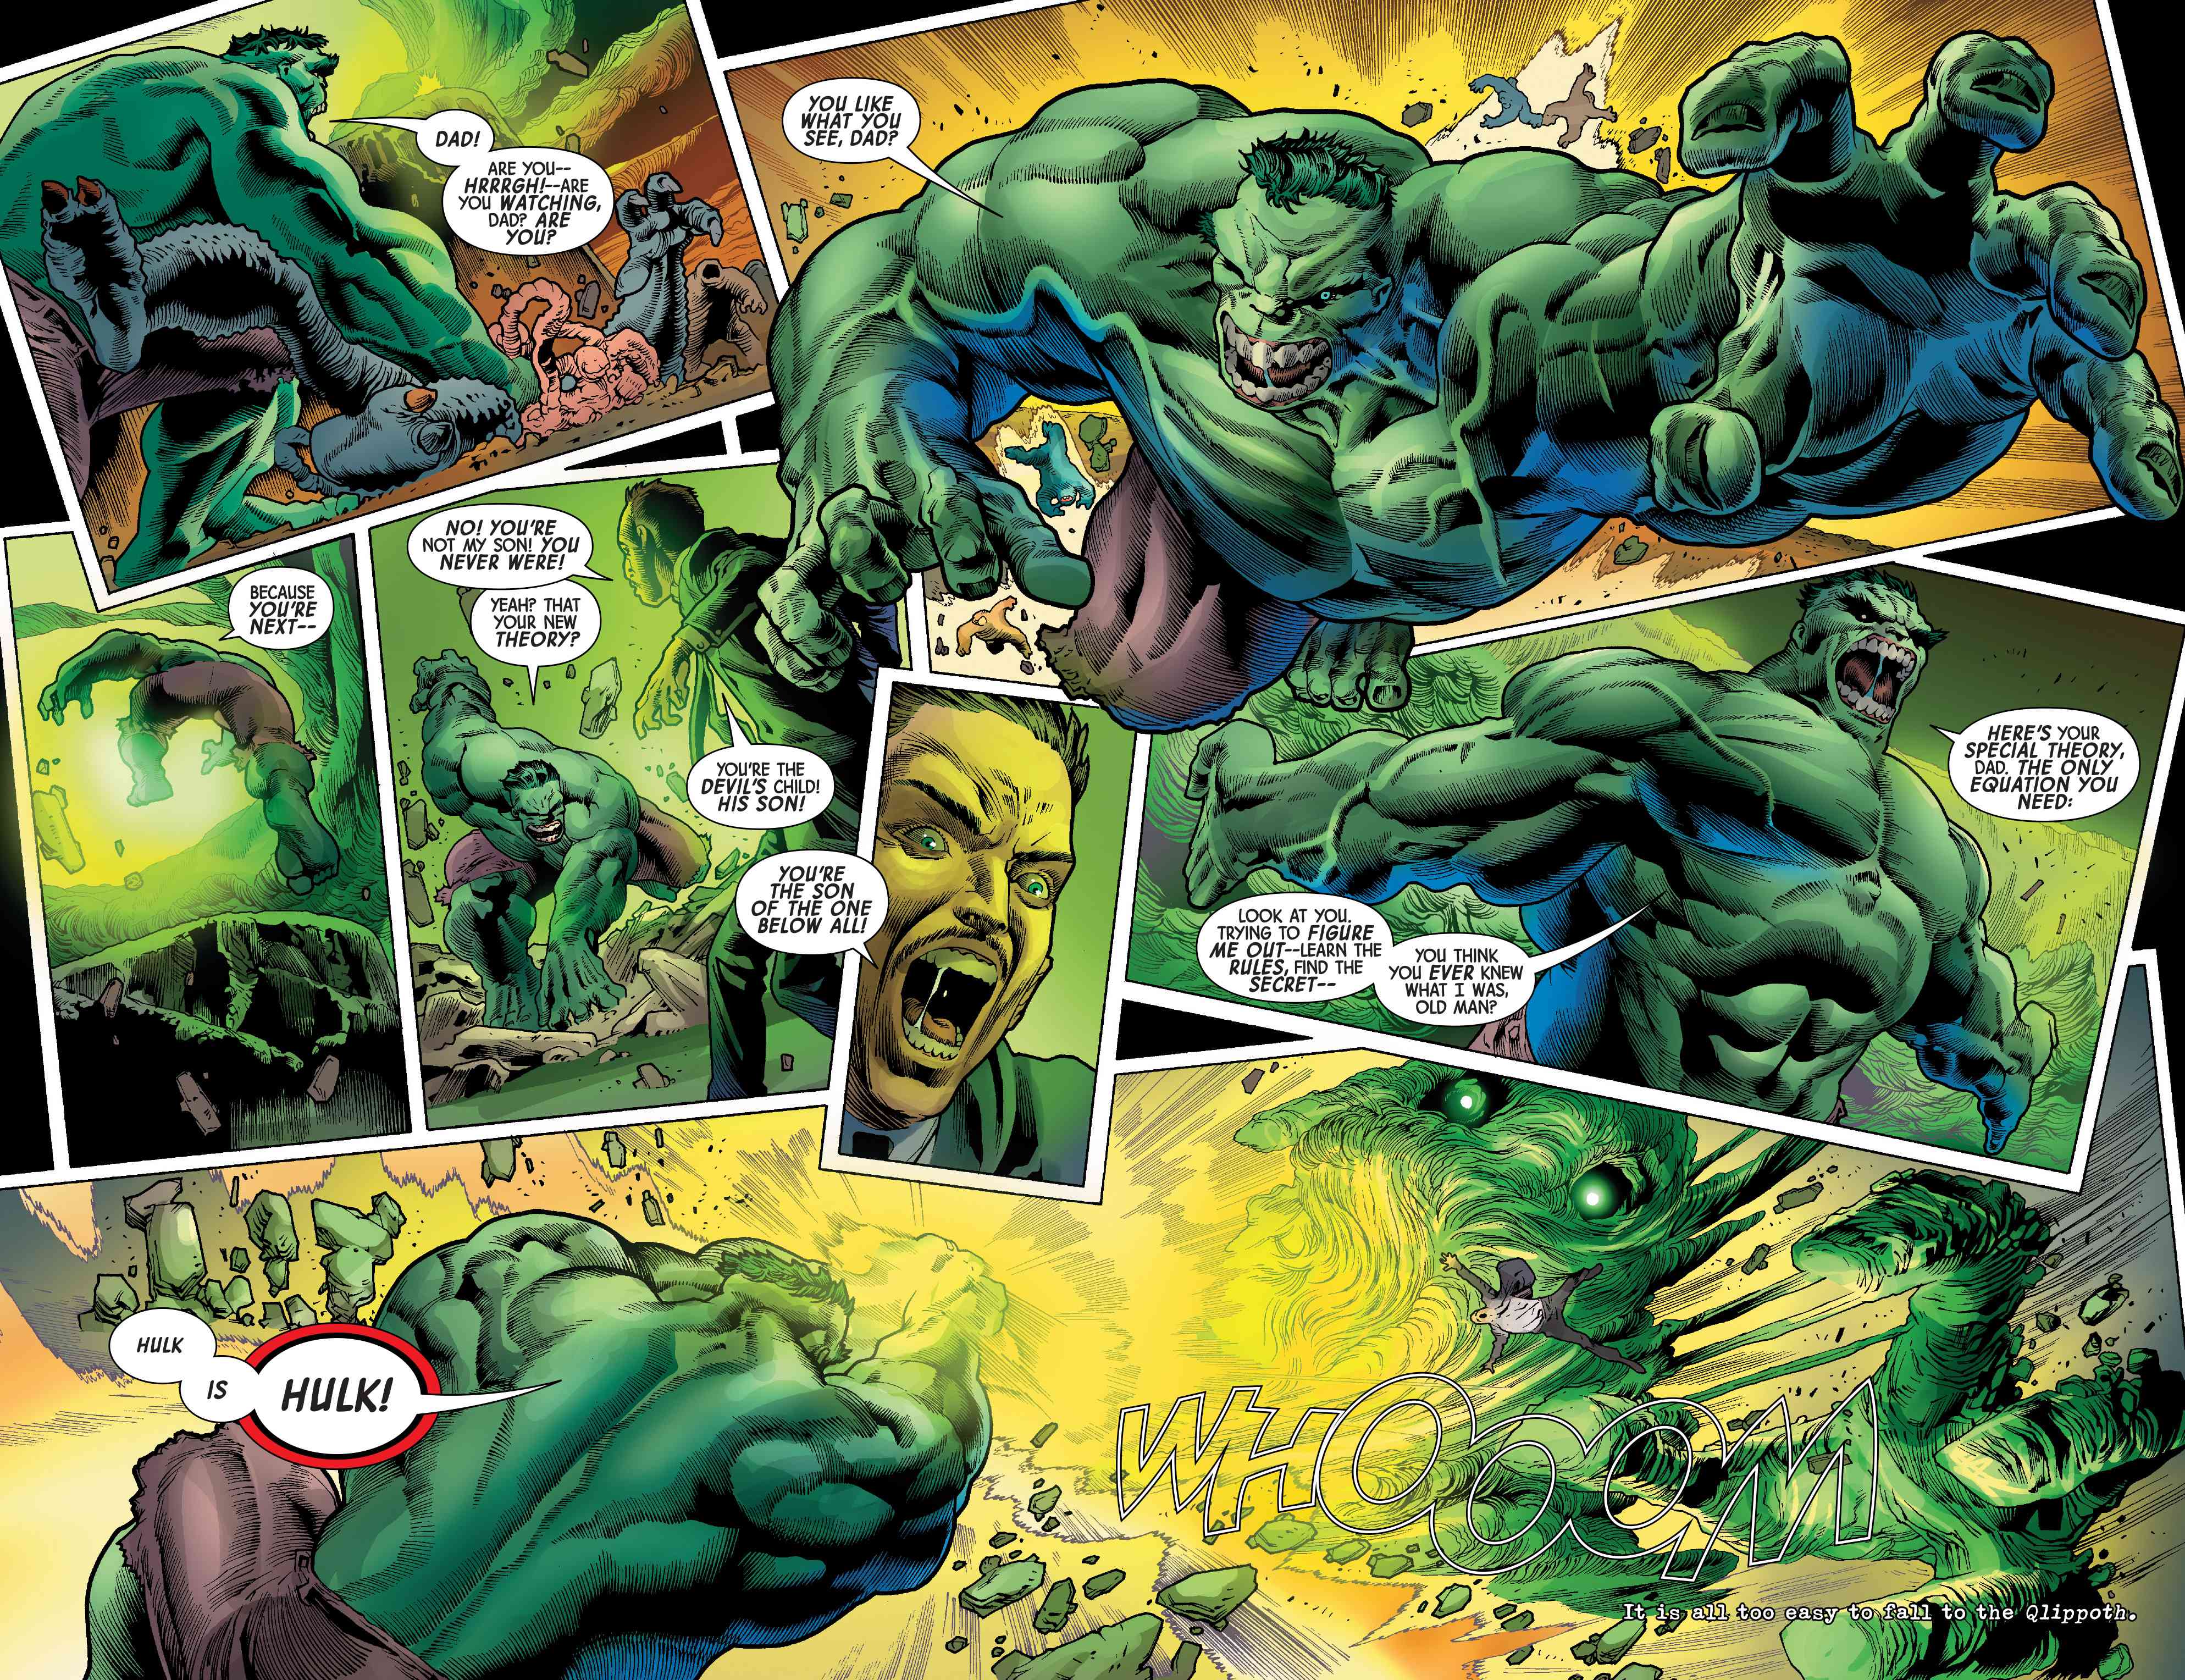 DAD!
ARE YOU--
HRRRGH!--ARE
YOU WATCHING,
DAD? ARE
YOU?
YOU LIKE
WHAT YOU
SEE, DAD?
BECAUSE
YOU'RE
NEXT--
NO! YOU'RE
NOT MY SON! YOU
NEVER WERE!
YEAH? THAT
YOUR NEW
THEORY?
YOU'RE THE
DEVIL'S CHILD!
HIS SON!
YOU'RE
THE SON
OF THE ONE
BELOW ALL!
LOOK AT YOU.
TRYING TO FIGURE
ME OUT--LEARN THE
RULES, FIND THE
SECRET--
YOU THINK
YOU EVER KNEW
WHAT I WAS,
OLD MAN?
HERE'S YOUR
SPECIAL THEORY,
DAD. THE ONLY
EQUATION YOU
NEED:
HULK
IS
HULK!
WHOOOM
It is all too easy to fall to the Qlippoth.